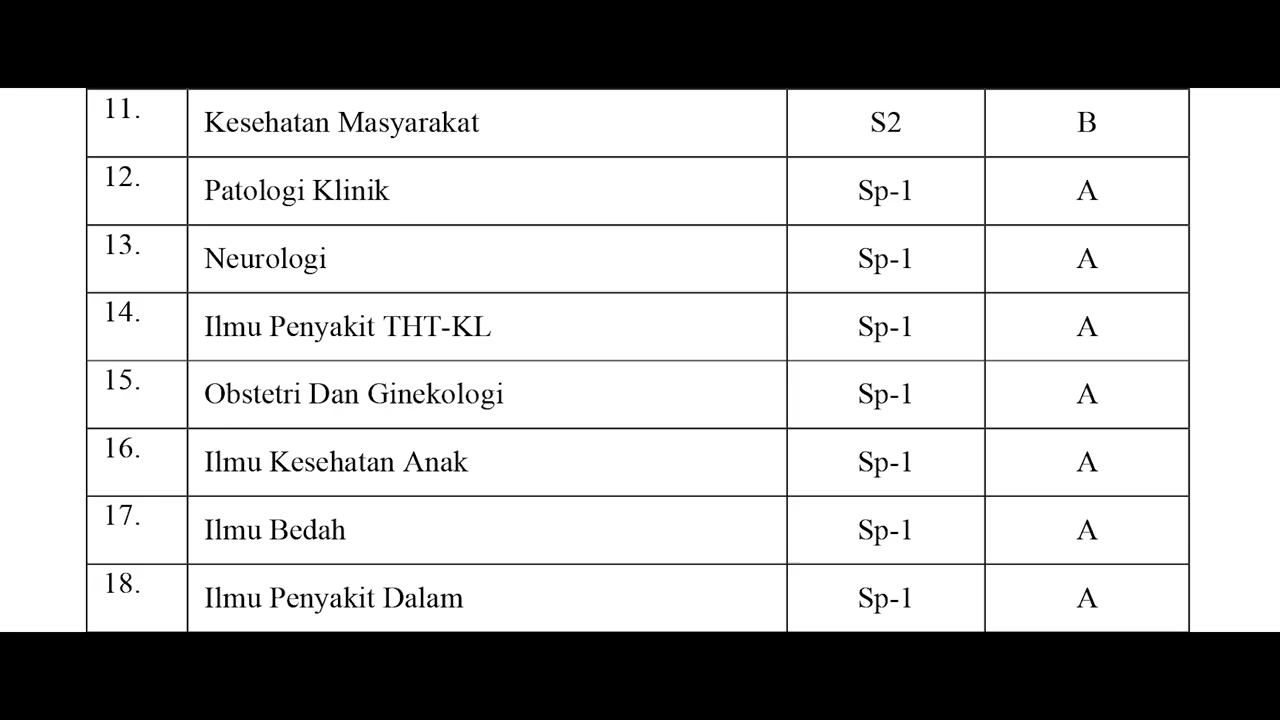 11. Kesehatan Masyarakat S2 B
12. Patologi Klinik Sp-1 A
13. Neurologi Sp-1 A
14. Ilmu Penyakit THT-KL Sp-1 A
15. Obstetri Dan Ginekologi Sp-1 A
16. Ilmu Kesehatan Anak Sp-1 A
17. Ilmu Bedah Sp-1 A
18. Ilmu Penyakit Dalam Sp-1 A